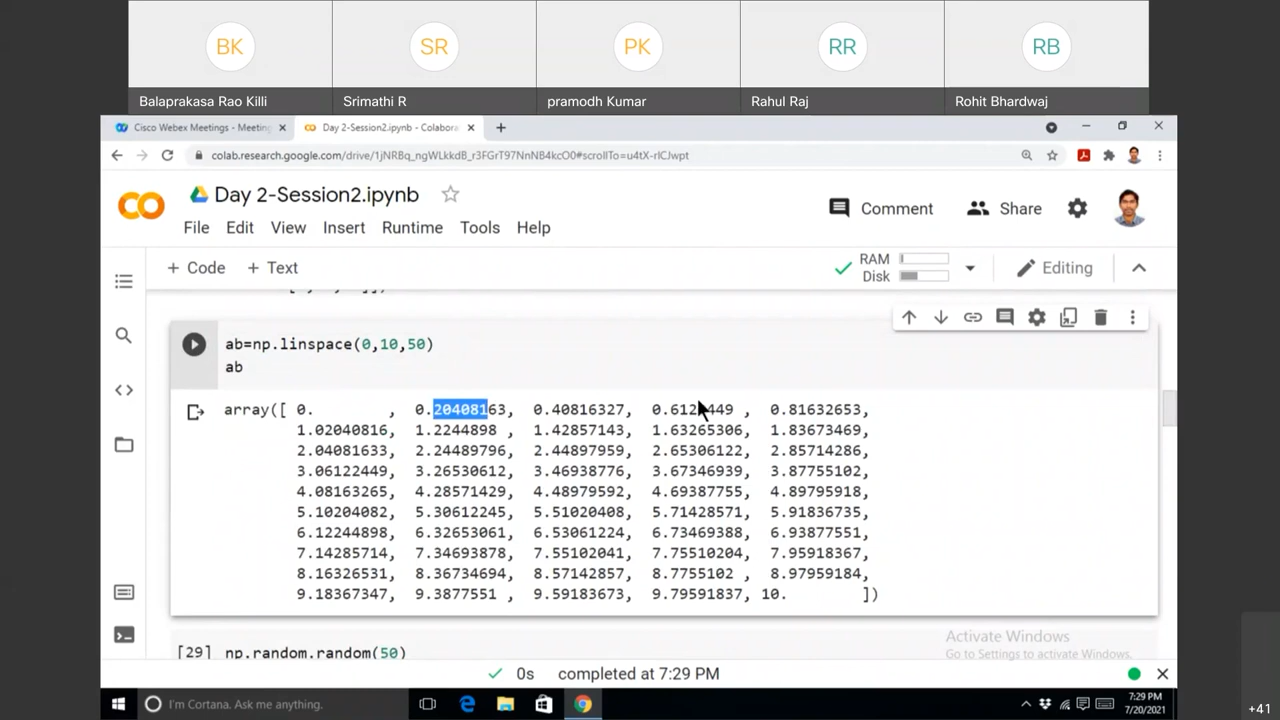 BK SR PK RR RB
Balaprakasa Rao Killi Srimathi R pramodh Kumar Rahul Raj Rohit Bhardwaj
Cisco Webex Meetings - Meeting Day 2-Session2.ipynb - Colabora
colab.research.google.com/drive/1jNRBq_ngWLkkdB_r3FGrT97NnNB4kcO0#scrollTo=u4tX-rlCJwpt
CO Day 2-Session2.ipynb Comment Share
File Edit View Insert Runtime Tools Help
+ Code + Text RAM Disk Editing
ab=np.linspace(0,10,50)
ab
array([ 0. , 0.20408163, 0.40816327, , 0.81632653,
1.02040816, 1.2244898 , 1.42857143, 1.63265306, 1.83673469,
2.04081633, 2.24489796, 2.44897959, 2.65306122, 2.85714286,
3.06122449, 3.26530612, 3.46938776, 3.67346939, 3.87755102,
4.08163265, 4.28571429, 4.48979592, 4.69387755, 4.89795918,
5.10204082, 5.30612245, 5.51020408, 5.71428571, 5.91836735,
6.12244898, 6.32653061, 6.53061224, 6.73469388, 6.93877551,
7.14285714, 7.34693878, 7.55102041, 7.75510204, 7.95918367,
8.16326531, 8.36734694, 8.57142857, 8.7755102 , 8.97959184,
9.18367347, 9.3877551 , 9.59183673, 9.79591837, 10. ])
Activate Windows
[29] np.random.random(50)
Go to Settings to activate Windows.
0s completed at 7:29 PM
I'm Cortana. Ask me anything.
7:29 PM
7/20/2021
+41